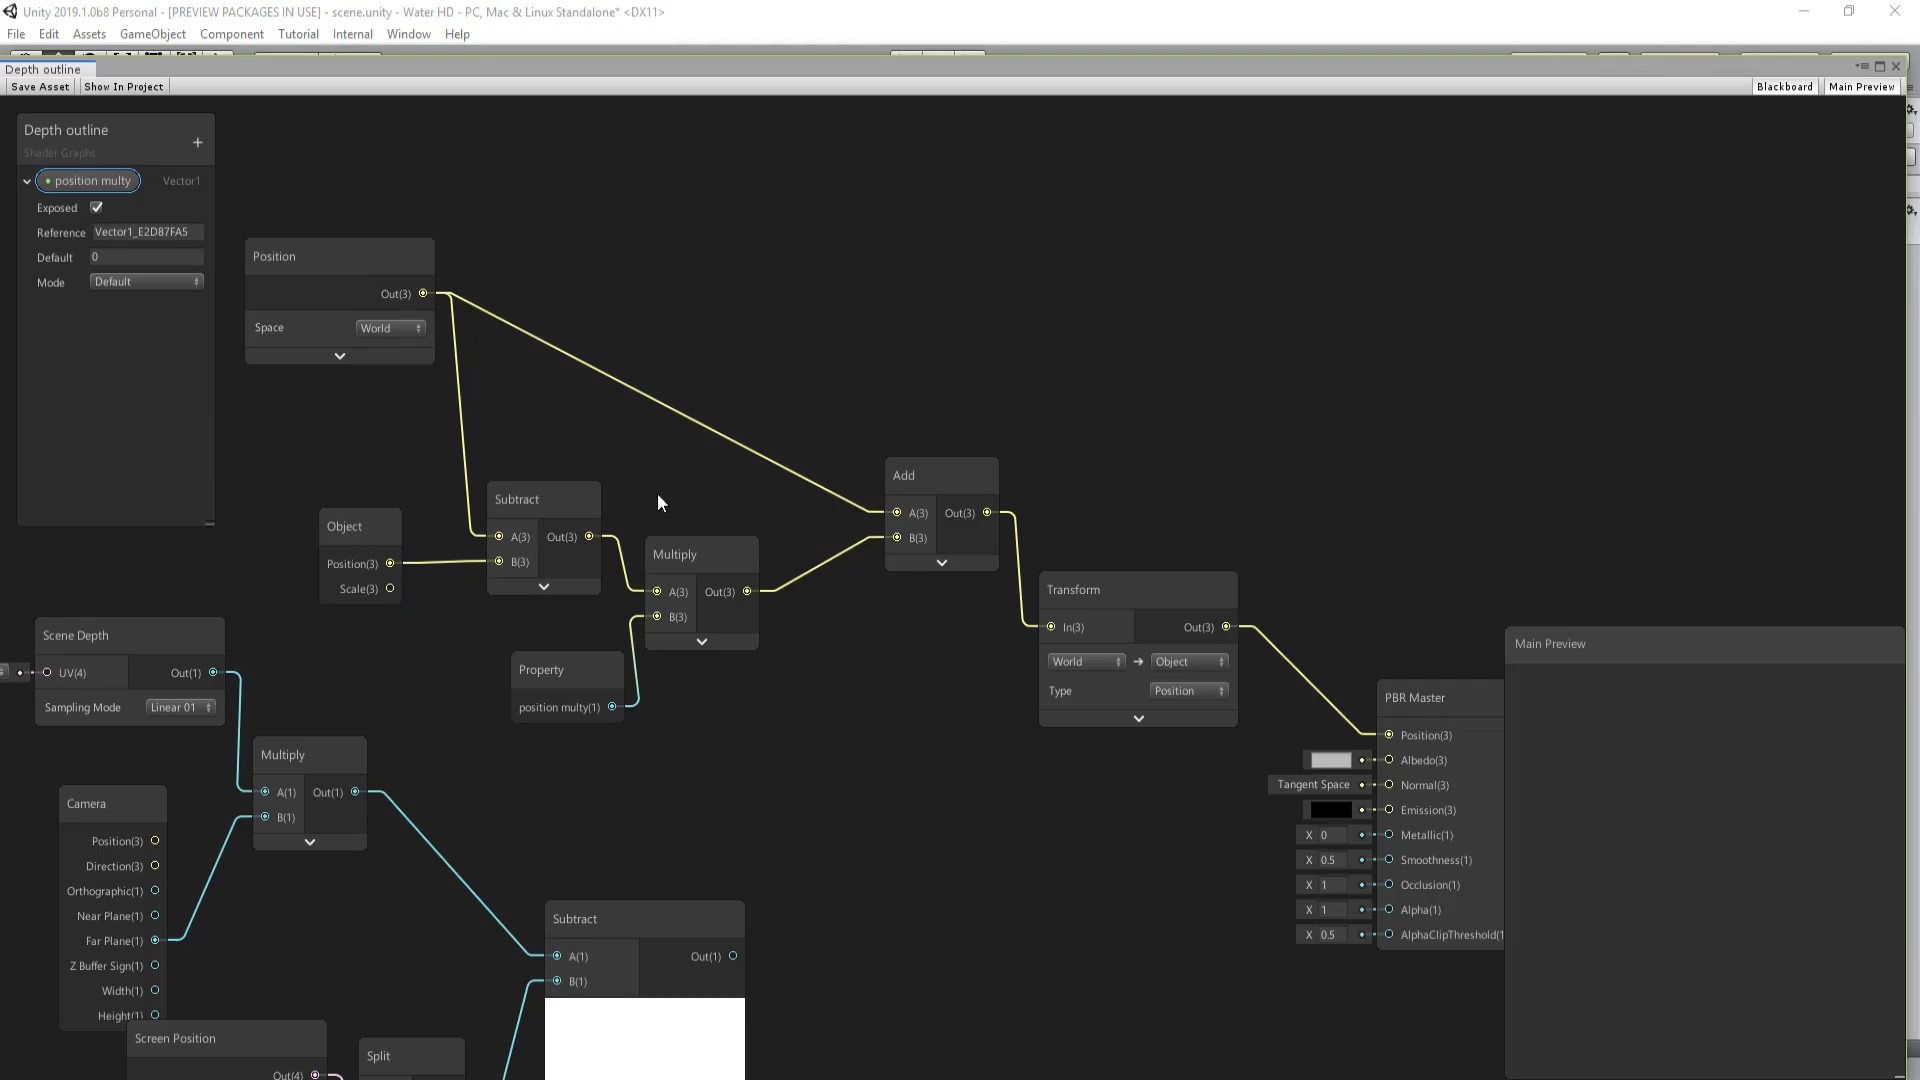 Unity 2019.1.0b8 Personal - [PREVIEW PACKAGES IN USE] - scene.unity - Water HD - PC, Mac & Linux Standalone* <DX11>
File Edit Assets GameObject Component Tutorial Internal Window Help
Depth outline
Save Asset Show In Project Blackboard Main Preview
Depth outline
Shader Graphs
position multy Vector1
Exposed
Reference Vector1_E2D87FA5
Default 0
Mode Default
Position
Out(3)
Space World
Object
Position(3)
Scale(3)
Subtract
A(3) Out(3)
B(3)
Multiply
A(3) Out(3)
B(3)
Property
position multy(1)
Add
A(3) Out(3)
B(3)
Transform
In(3) Out(3)
World Object
Type Position
Scene Depth
UV(4) Out(1)
Sampling Mode Linear 01
Multiply
A(1) Out(1)
B(1)
Camera
Position(3)
Direction(3)
Orthographic(1)
Near Plane(1)
Far Plane(1)
Z Buffer Sign(1)
Width(1)
Height(1)
Screen Position
Out(4)
Split
Subtract
A(1) Out(1)
B(1)
PBR Master
Position(3)
Albedo(3)
Tangent Space Normal(3)
Emission(3)
X 0 Metallic(1)
X 0.5 Smoothness(1)
X 1 Occlusion(1)
X 1 Alpha(1)
X 0.5 AlphaClipThreshold(1
Main Preview